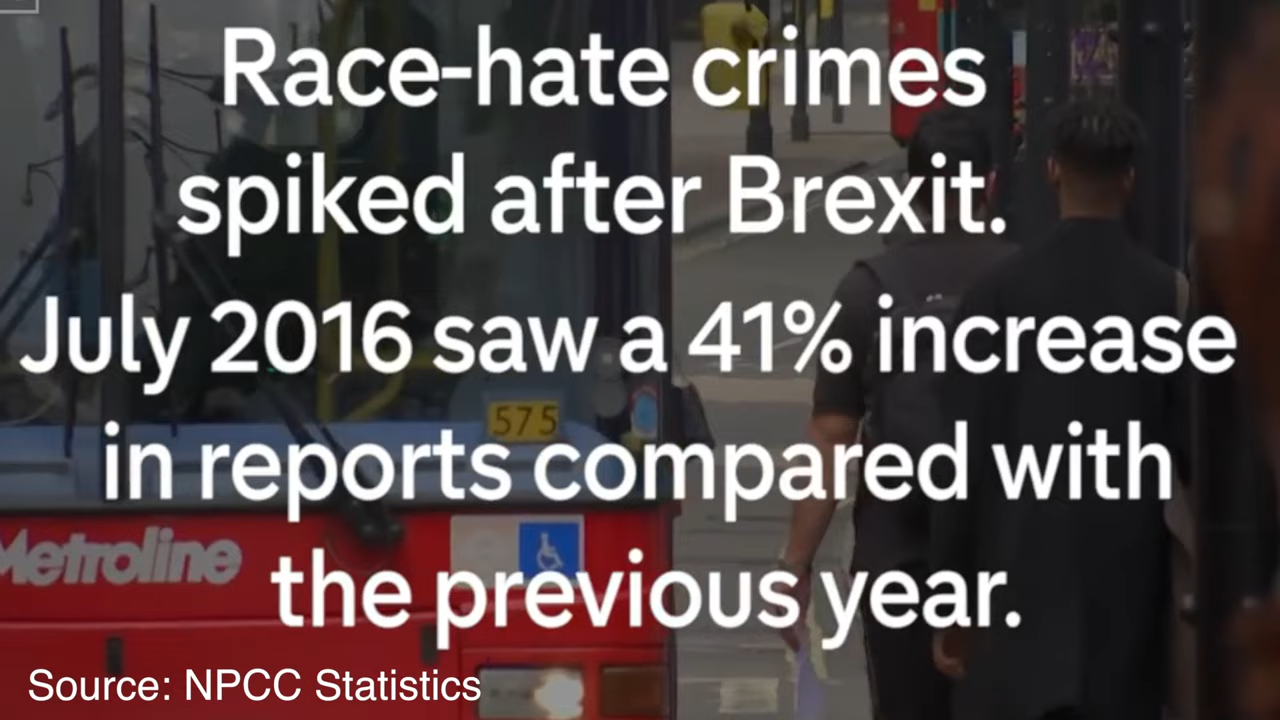 Race-hate crimes
spiked after Brexit.
July 2016 saw a 41% increase
in reports compared with
the previous year.
575
Metroline
Source: NPCC Statistics